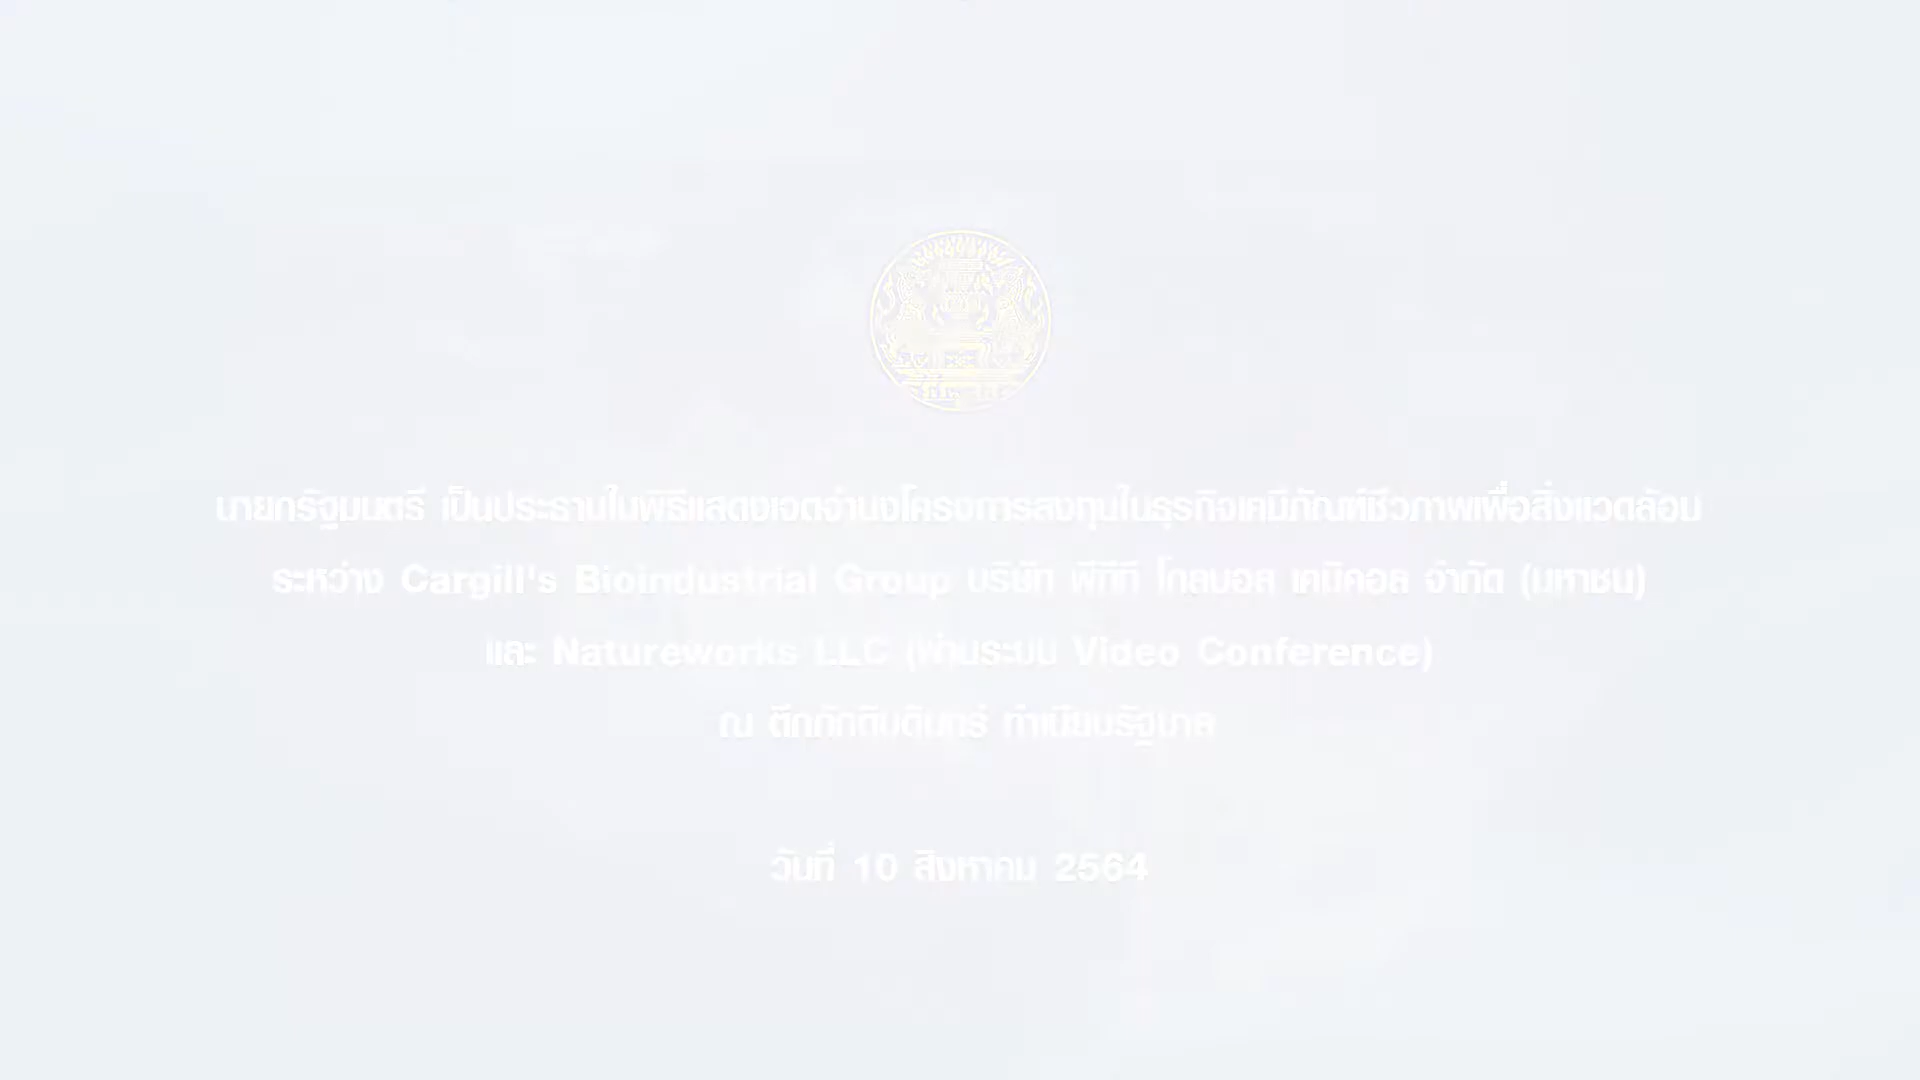 นายกรัฐมนตรี เป็นประธานในพิธีแสดงเจตจำนงโครงการลงทุนในธุรกิจเคมีภัณฑ์ชีวภาพเพื่อสิ่งแวดล้อม
ระหว่าง Cargill's Bioindustrial Group บริษัท พีทีที โกลบอล เคมิคอล จำกัด (มหาชน)
และ Natureworks LLC (ผ่านระบบ Video Conference)
ณ ตึกภักดีบดินทร์ ทำเนียบรัฐบาล
วันที่ 10 สิงหาคม 2564